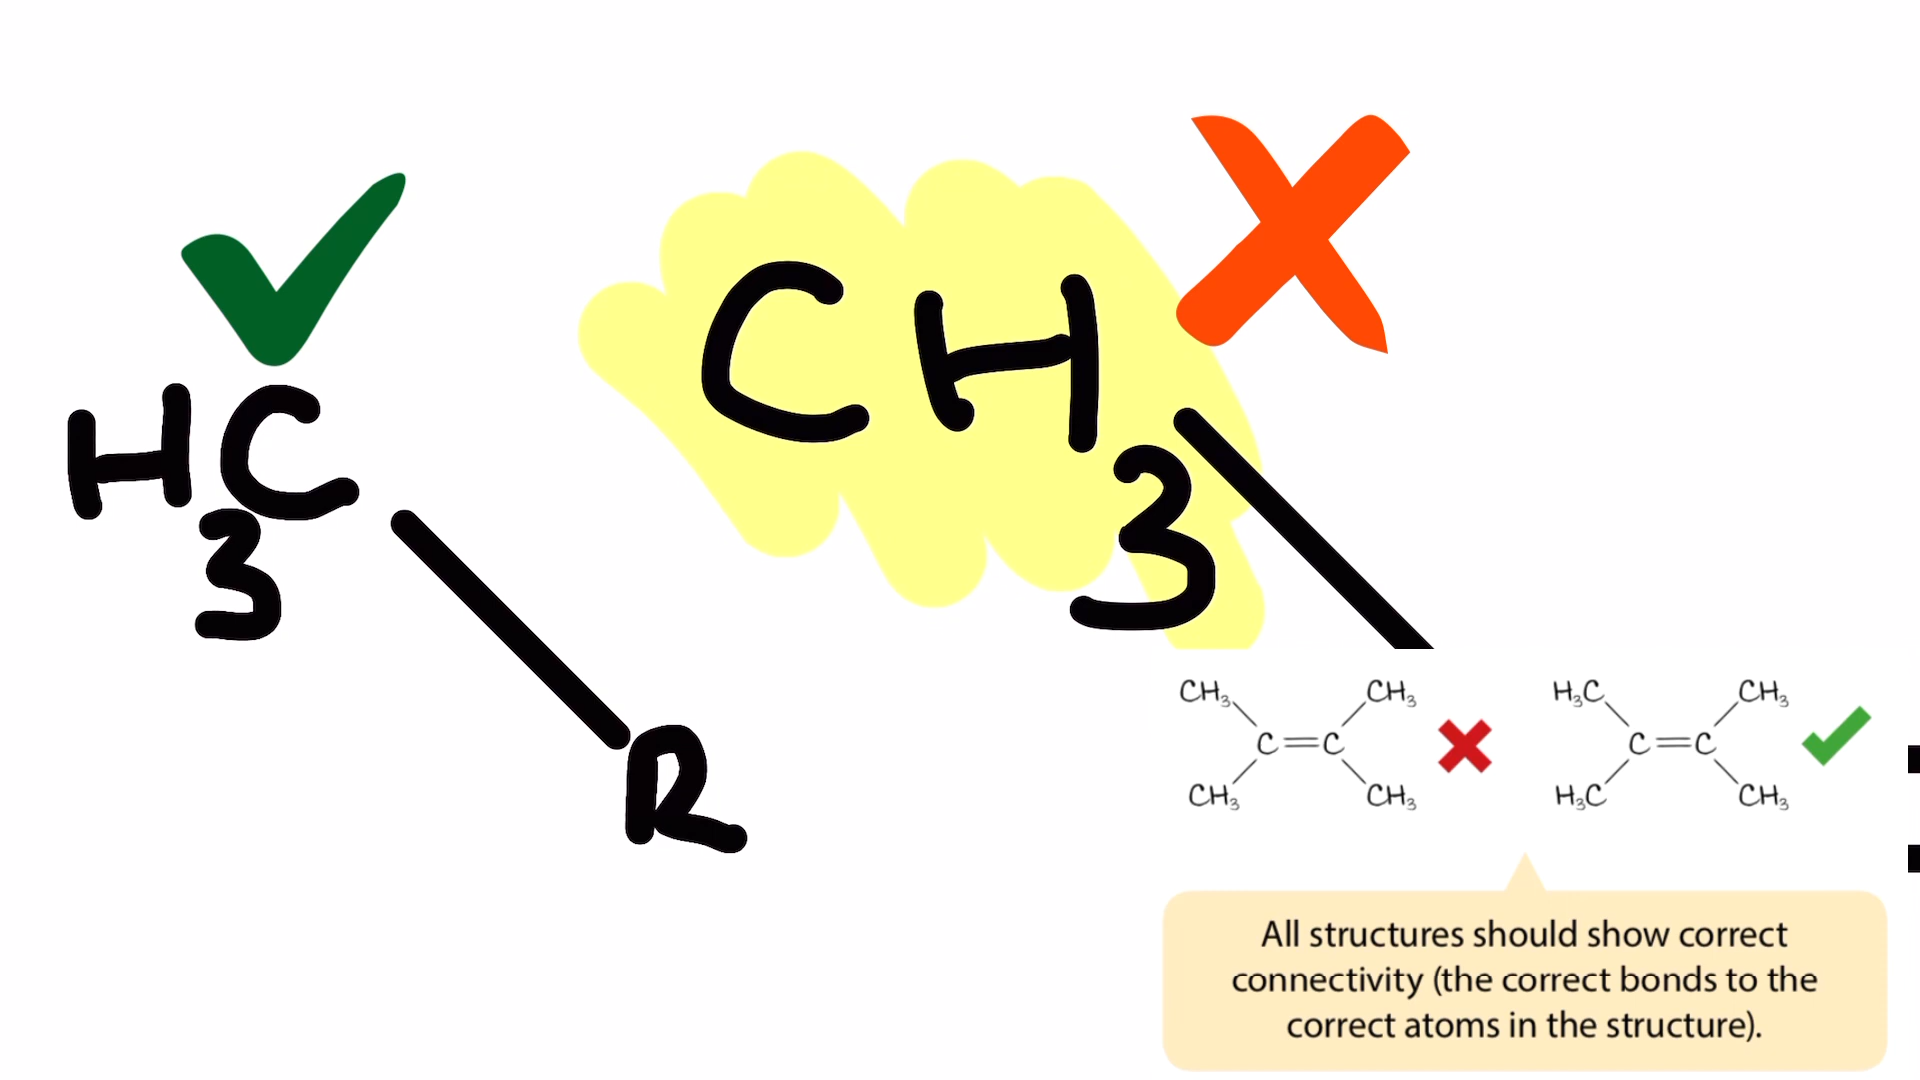 H₃C
R
CH₃
CH₃ CH₃
C=C
CH₃ CH₃
H₃C CH₃
C=C
H₃C CH₃
All structures should show correct
connectivity (the correct bonds to the
correct atoms in the structure).